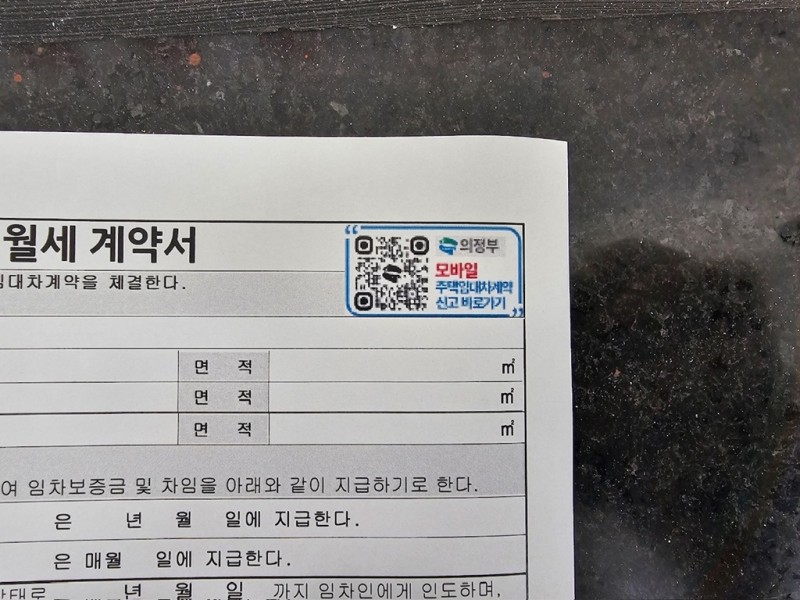 월세 계약서
임대차계약을 체결한다.
의정부
모바일
주택임대차계약
신고 바로가기
면 적 ㎡
면 적 ㎡
면 적 ㎡
여 임차보증금 및 차임을 아래와 같이 지급하기로 한다.
은 년 월 일에 지급한다.
은 매월 일에 지급한다.
상태로 년 월 일 까지 임차인에게 인도하며,